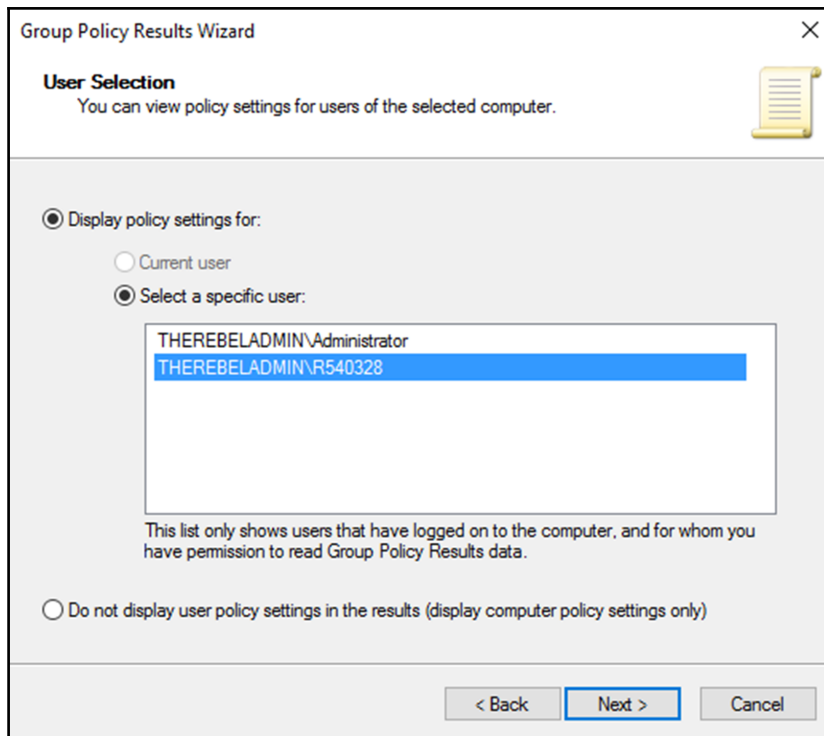 Group Policy Results Wizard
User Selection
You can view policy settings for users of the selected computer.
Display policy settings for:
Current user
Select a specific user:
THEREBELADMIN\Administrator
THEREBELADMIN\R540328
This list only shows users that have logged on to the computer, and for whom you
have permission to read Group Policy Results data.
Do not display user policy settings in the results (display computer policy settings only)
< Back Next > Cancel